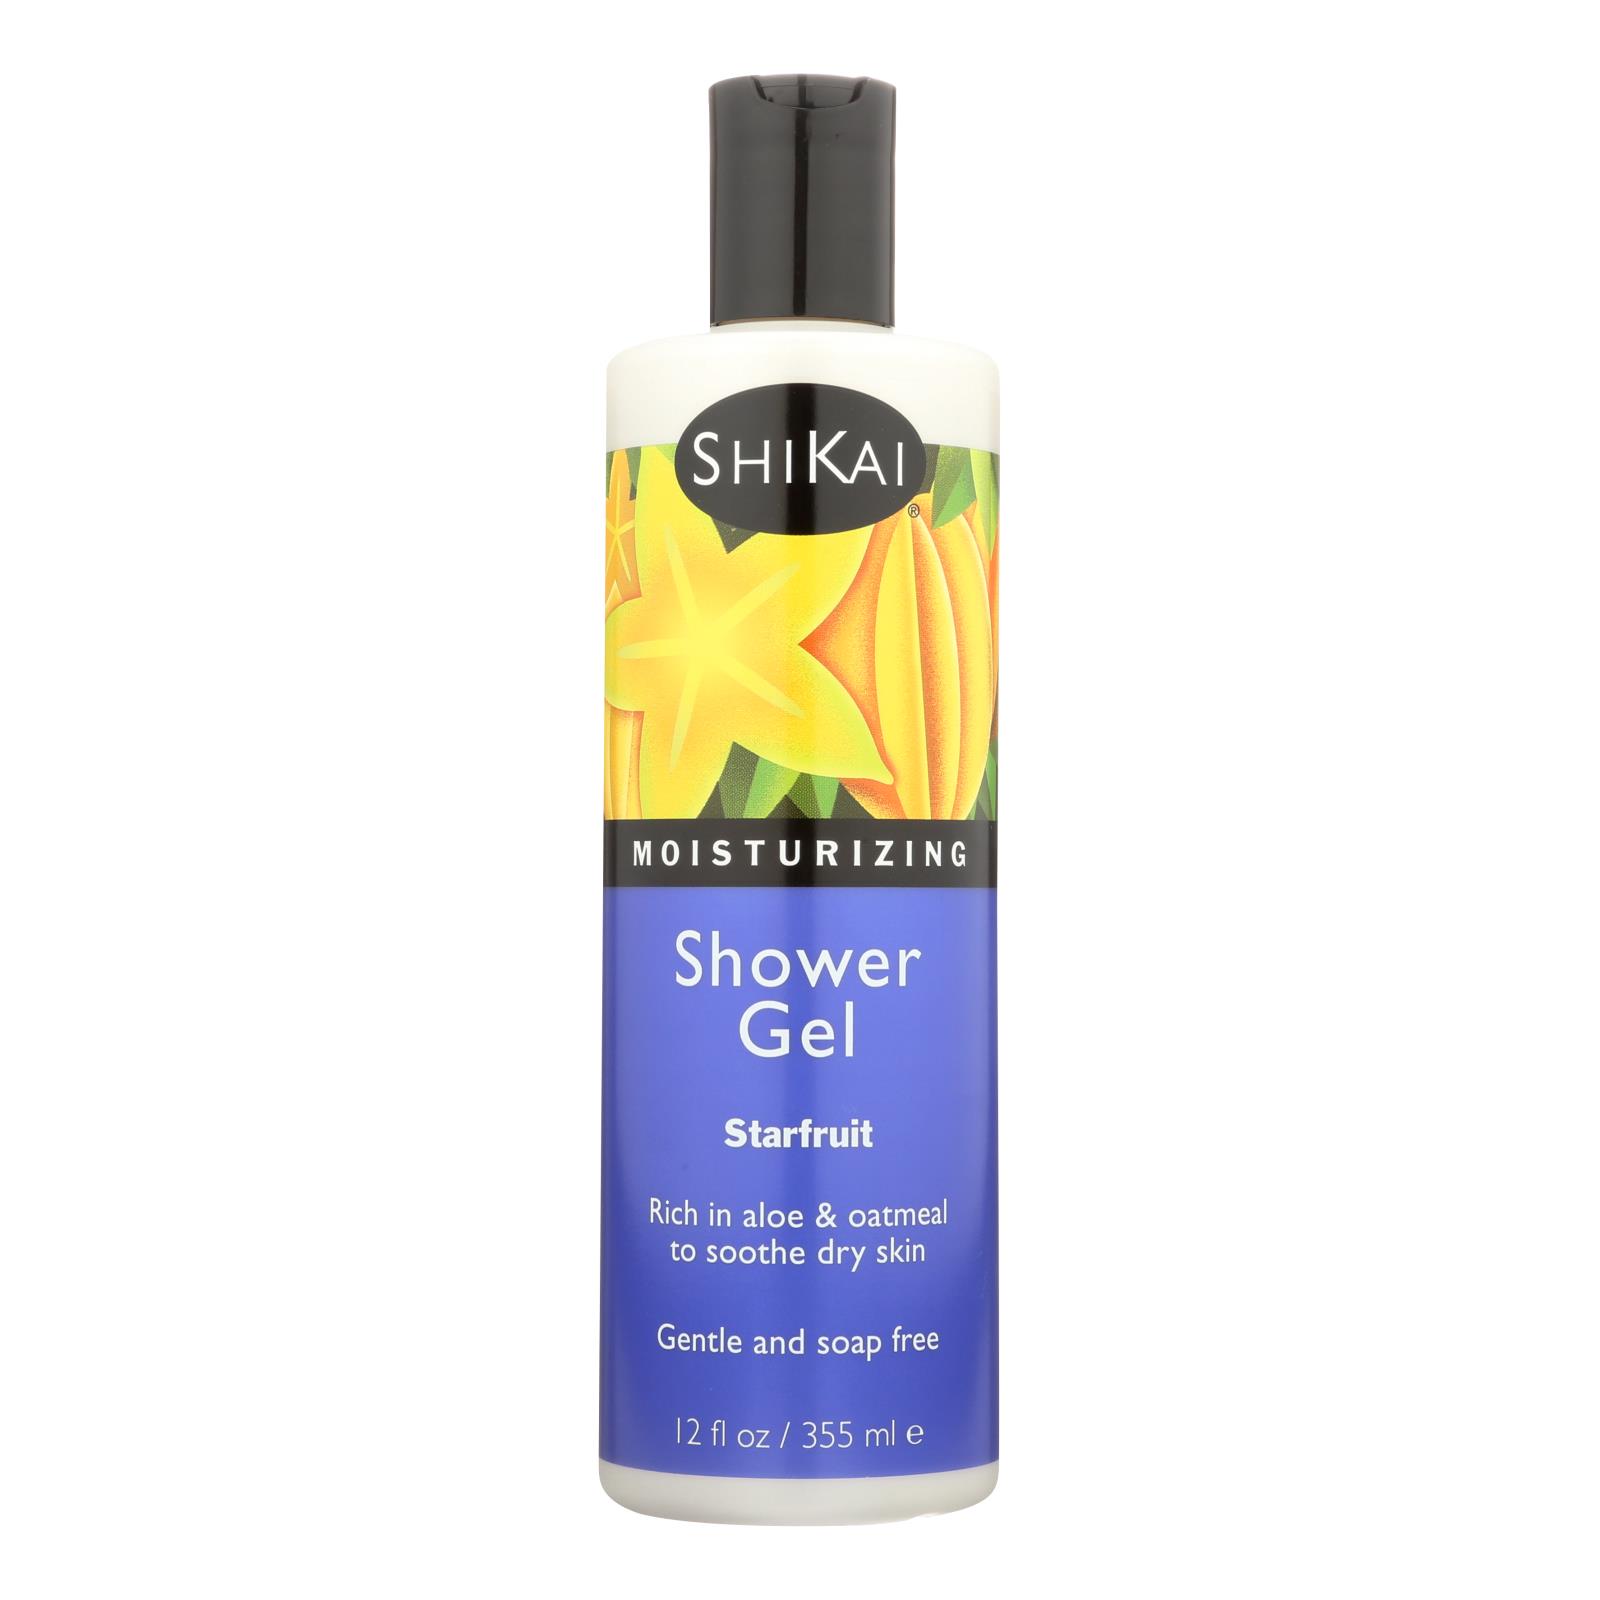 SHIKAI
®
MOISTURIZING
Shower
Gel
Starfruit
Rich in aloe & oatmeal
to soothe dry skin
Gentle and soap free
12 fl oz / 355 ml ℮